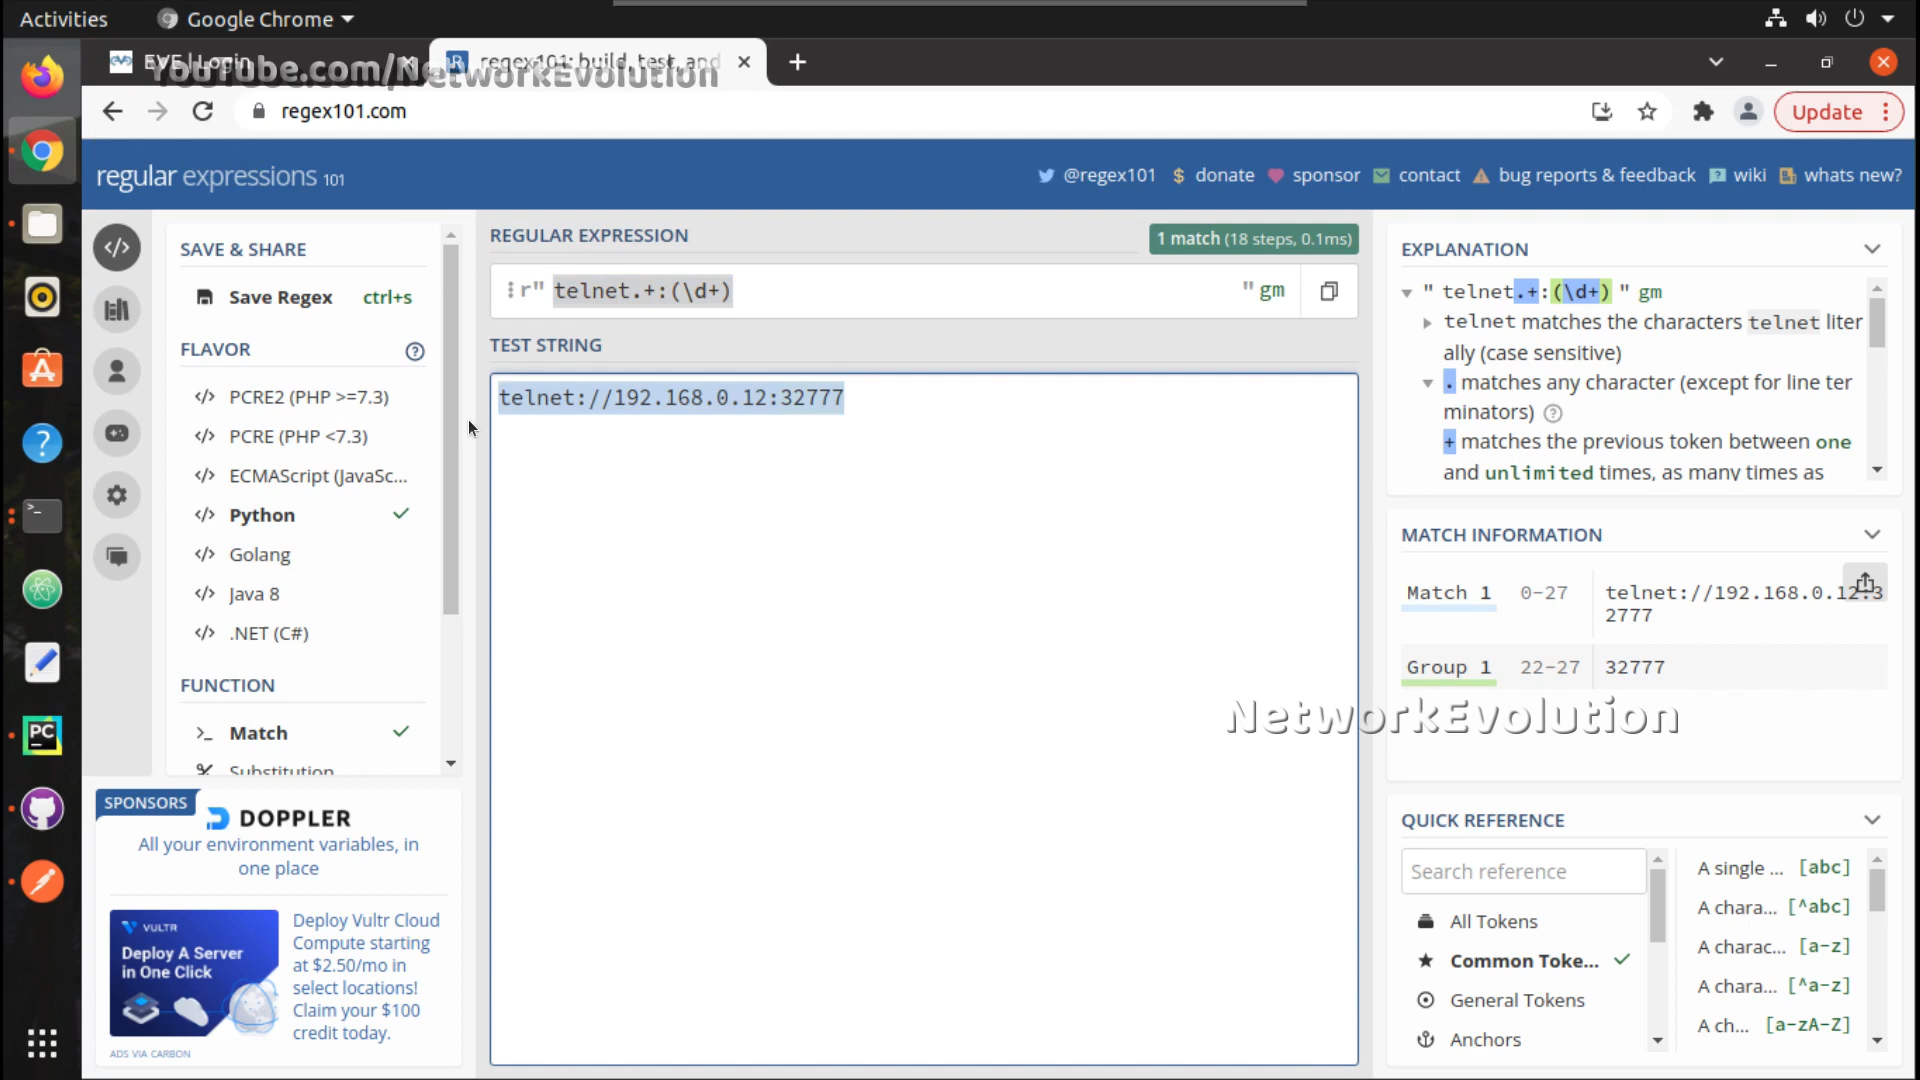 Activities
Google Chrome
EVE | Login
regex101: build, test, and
YouTube.com/NetworkEvolution
regex101.com
Update
regular expressions 101
@regex101
$ donate
sponsor
contact
bug reports & feedback
wiki
whats new?
SAVE & SHARE
Save Regex ctrl+s
FLAVOR
</> PCRE2 (PHP >=7.3)
</> PCRE (PHP <7.3)
</> ECMAScript (JavaSc...
</> Python
</> Golang
</> Java 8
</> .NET (C#)
FUNCTION
>_ Match
Substitution
SPONSORS
DOPPLER
All your environment variables, in
one place
VULTR
Deploy A Server
in One Click
Deploy Vultr Cloud
Compute starting
at $2.50/mo in
select locations!
Claim your $100
credit today.
ADS VIA CARBON
REGULAR EXPRESSION
1 match (18 steps, 0.1ms)
r" telnet.+:(\d+) " gm
TEST STRING
telnet://192.168.0.12:32777
EXPLANATION
" telnet.+:(\d+) " gm
telnet matches the characters telnet liter
ally (case sensitive)
. matches any character (except for line ter
minators)
+ matches the previous token between one
and unlimited times, as many times as
MATCH INFORMATION
Match 1 0-27 telnet://192.168.0.12:3
2777
Group 1 22-27 32777
NetworkEvolution
QUICK REFERENCE
Search reference
All Tokens
Common Toke...
General Tokens
Anchors
A single ... [abc]
A chara... [^abc]
A charac... [a-z]
A chara... [^a-z]
A ch... [a-zA-Z]